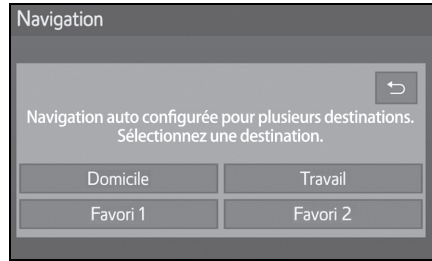 Navigation
Navigation auto configurée pour plusieurs destinations.
Sélectionnez une destination.
Domicile
Travail
Favori 1
Favori 2